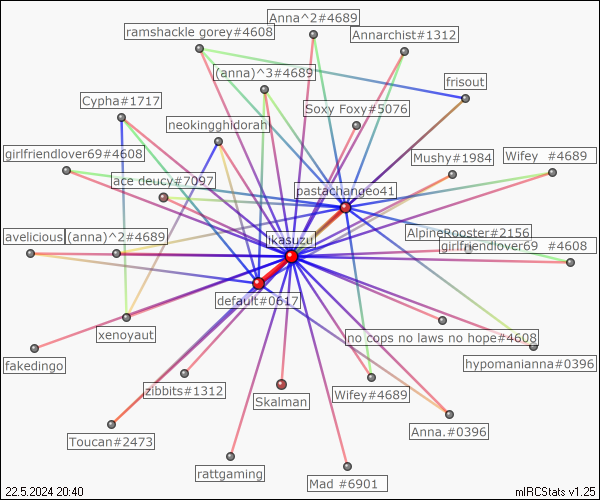 Anna^2#4689
ramshackle gorey#4608
Annarchist#1312
(anna)^3#4689
frisout
Cypha#1717
Soxy Foxy#5076
neokingghidorah
girlfriendlover69#4608
Mushy#1984
Wifey #4689
ace deucy#7097
pastachangeo41
AlpineRooster#2156
avelicious
(anna)^2#4689
ikasuzu
girlfriendlover69 #4608
default#0617
xenoyaut
no cops no laws no hope#4608
fakedingo
hypomanianna#0396
zibbits#1312
Skalman
Wifey#4689
Anna.#0396
Toucan#2473
rattgaming
Mad #6901
22.5.2024 20:40
mIRCStats v1.25